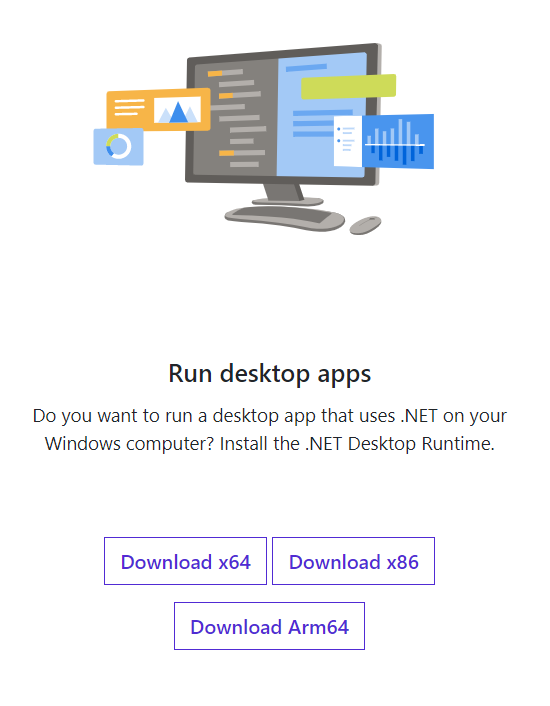 Run desktop apps
Do you want to run a desktop app that uses .NET on your
Windows computer? Install the .NET Desktop Runtime.
Download x64
Download x86
Download Arm64